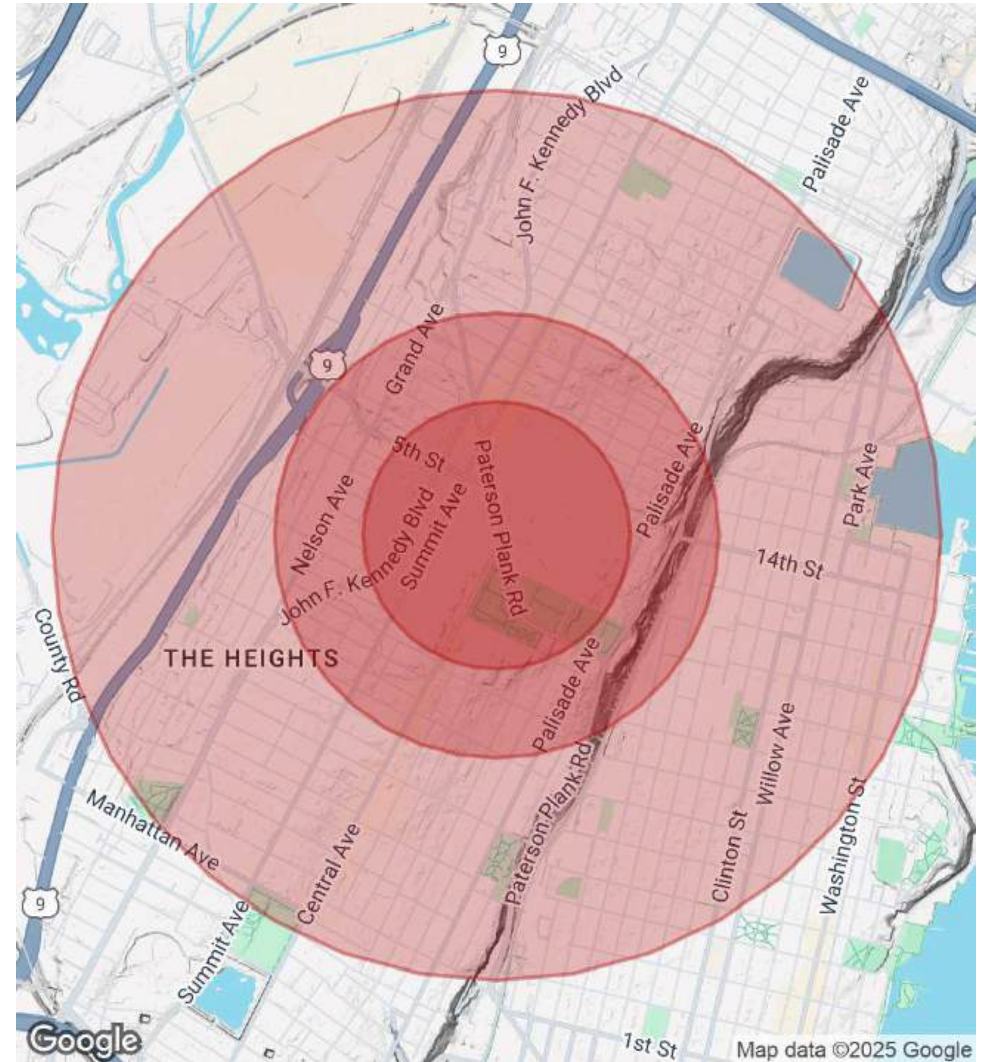 9
John F. Kennedy Blvd
Palisade Ave
Grand Ave
9
5th St
Paterson Plank Rd
Palisade Ave
Park Ave
Nelson Ave
John F. Kennedy Blvd
Summit Ave
14th St
County Rd
THE HEIGHTS
Palisade Ave
Paterson Plank Rd
Willow Ave
Clinton St
Washington St
Manhattan Ave
Central Ave
9
Summit Ave
1st St
Google
Map data ©2025 Google